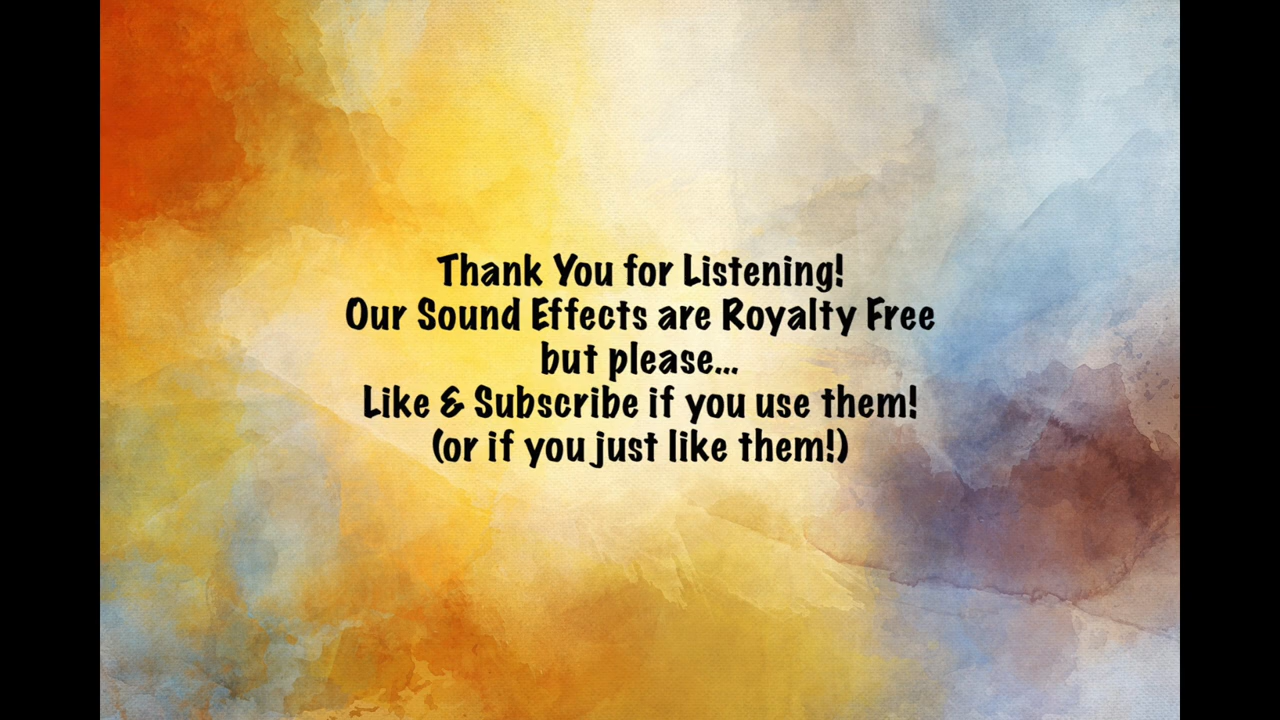 Thank You for Listening!
Our Sound Effects are Royalty Free
but please...
Like & Subscribe if you use them!
(or if you just like them!)